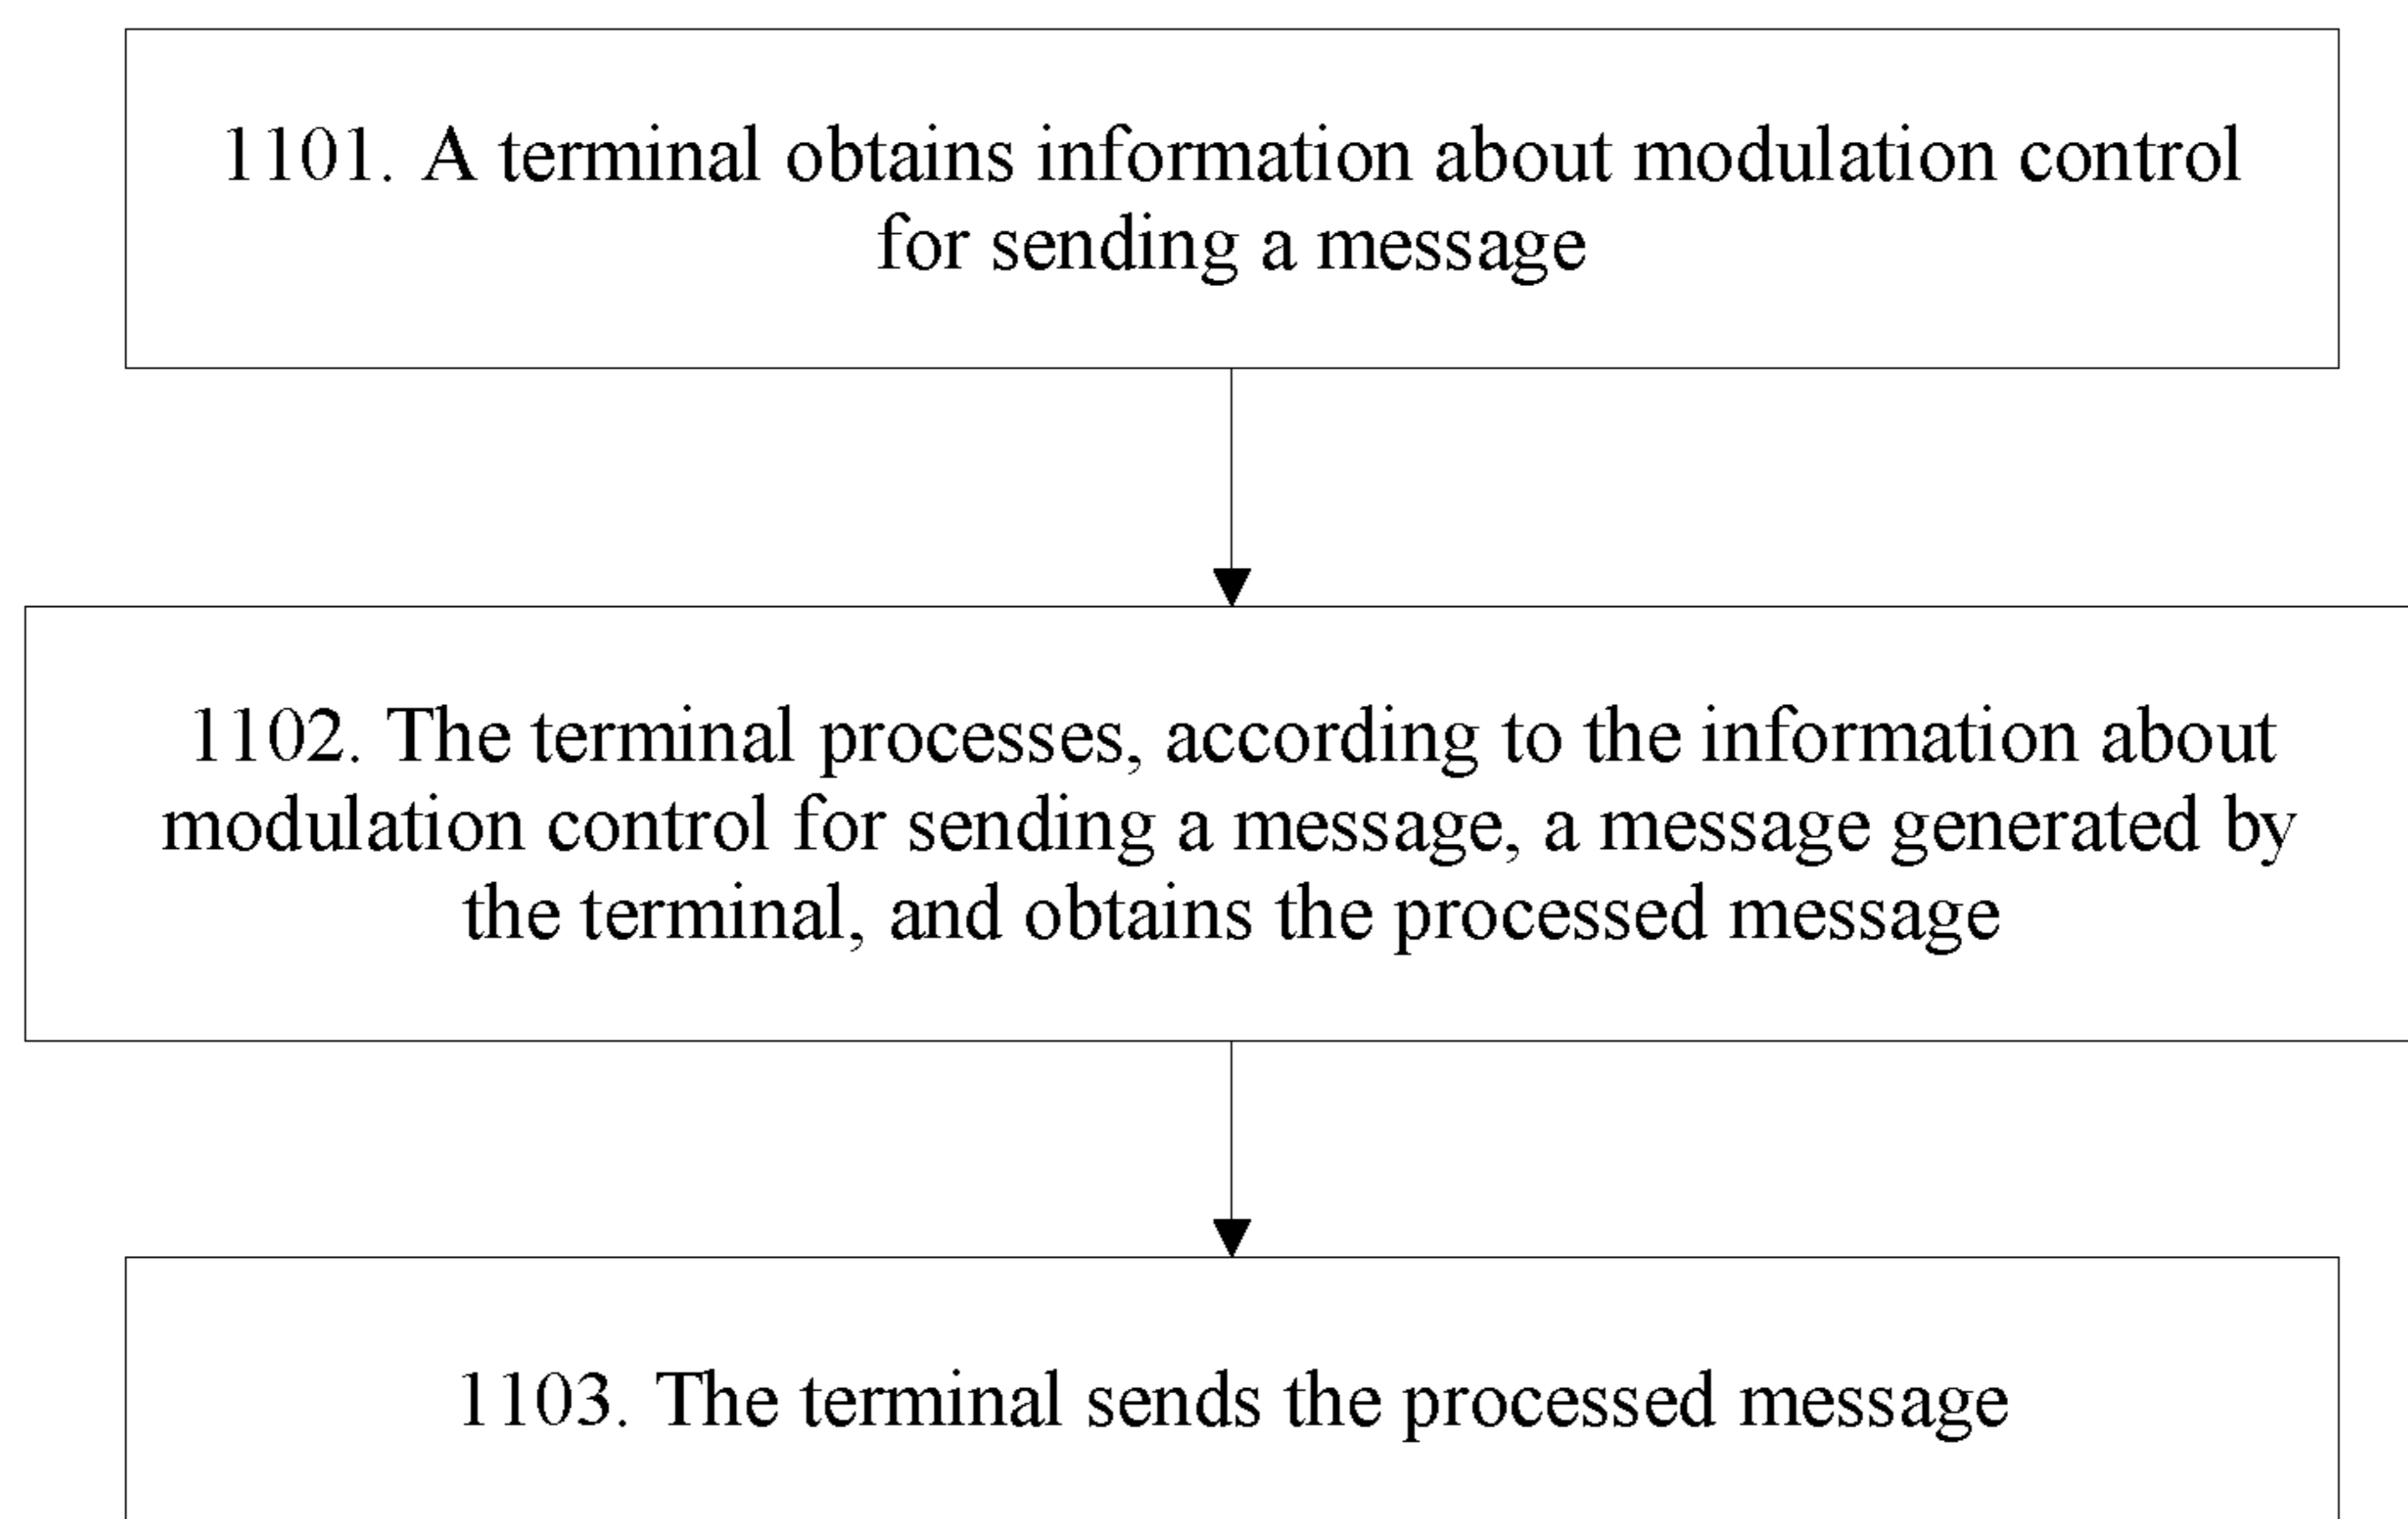 1101. A terminal obtains information about modulation control
for sending a message
1102. The terminal processes, according to the information about
modulation control for sending a message, a message generated by
the terminal, and obtains the processed message
1103. The terminal sends the processed message